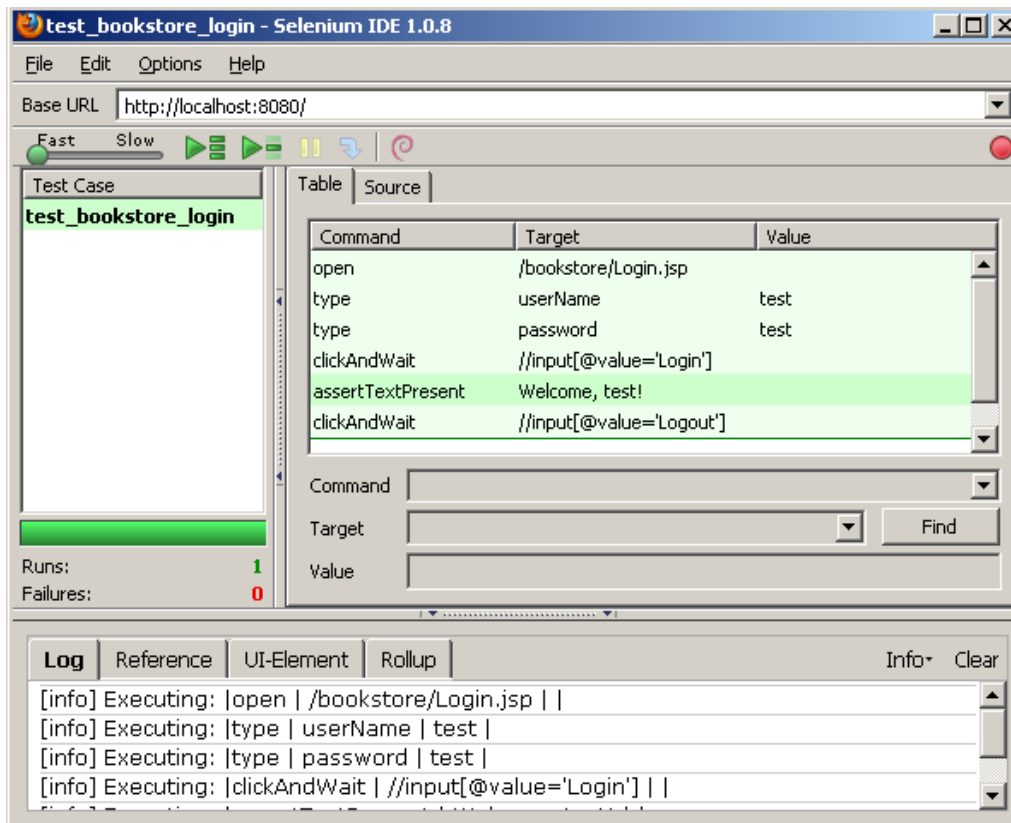 test_bookstore_login - Selenium IDE 1.0.8
File Edit Options Help
Base URL http://localhost:8080/
Fast Slow
Test Case
test_bookstore_login
Runs: 1
Failures: 0
Table Source
Command Target Value
open /bookstore/Login.jsp
type userName test
type password test
clickAndWait //input[@value='Login']
assertTextPresent Welcome, test!
clickAndWait //input[@value='Logout']
Command
Target Find
Value
Log Reference UI-Element Rollup Info Clear
[info] Executing: |open | /bookstore/Login.jsp | |
[info] Executing: |type | userName | test |
[info] Executing: |type | password | test |
[info] Executing: |clickAndWait | //input[@value='Login'] | |